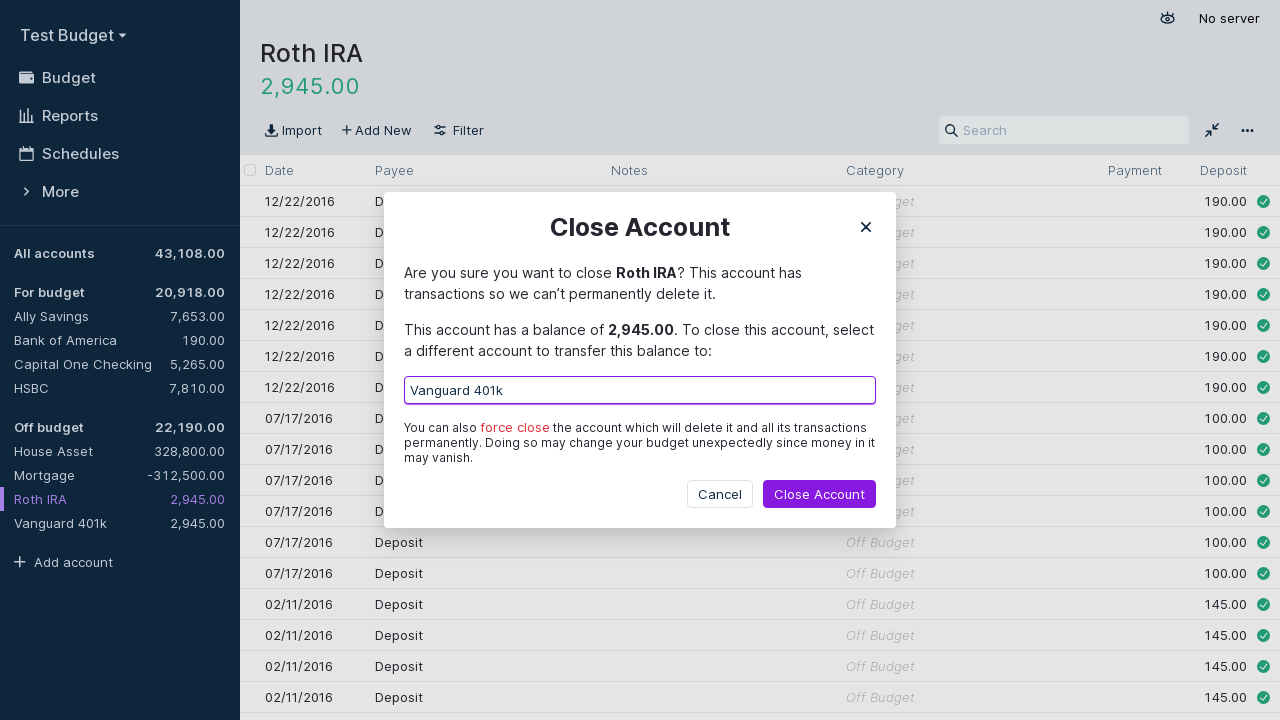 Test Budget
Budget
Reports
Schedules
More
All accounts 43,108.00
For budget 20,918.00
Ally Savings 7,653.00
Bank of America 190.00
Capital One Checking 5,265.00
HSBC 7,810.00
Off budget 22,190.00
House Asset 328,800.00
Mortgage -312,500.00
Roth IRA 2,945.00
Vanguard 401k 2,945.00
Add account
No server
Roth IRA
2,945.00
Import Add New Filter Search
Date Payee Notes Category Payment Deposit
12/22/2016 190.00
12/22/2016 190.00
12/22/2016 190.00
12/22/2016 190.00
12/22/2016 190.00
12/22/2016 190.00
12/22/2016 190.00
07/17/2016 100.00
07/17/2016 100.00
07/17/2016 100.00
07/17/2016 100.00
07/17/2016 Deposit Off Budget 100.00
07/17/2016 Deposit Off Budget 100.00
02/11/2016 Deposit Off Budget 145.00
02/11/2016 Deposit Off Budget 145.00
02/11/2016 Deposit Off Budget 145.00
02/11/2016 Deposit Off Budget 145.00
Close Account
Are you sure you want to close Roth IRA? This account has
transactions so we can’t permanently delete it.
This account has a balance of 2,945.00. To close this account, select
a different account to transfer this balance to:
Vanguard 401k
You can also force close the account which will delete it and all its transactions
permanently. Doing so may change your budget unexpectedly since money in it
may vanish.
Cancel Close Account